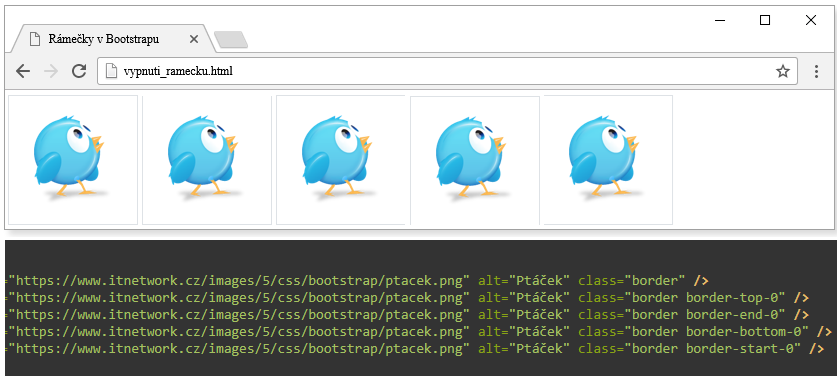 Rámečky v Bootstrapu
vypnuti_ramecku.html
="https://www.itnetwork.cz/images/5/css/bootstrap/ptacek.png" alt="Ptáček" class="border" />
="https://www.itnetwork.cz/images/5/css/bootstrap/ptacek.png" alt="Ptáček" class="border border-top-0" />
="https://www.itnetwork.cz/images/5/css/bootstrap/ptacek.png" alt="Ptáček" class="border border-end-0" />
="https://www.itnetwork.cz/images/5/css/bootstrap/ptacek.png" alt="Ptáček" class="border border-bottom-0" />
="https://www.itnetwork.cz/images/5/css/bootstrap/ptacek.png" alt="Ptáček" class="border border-start-0" />